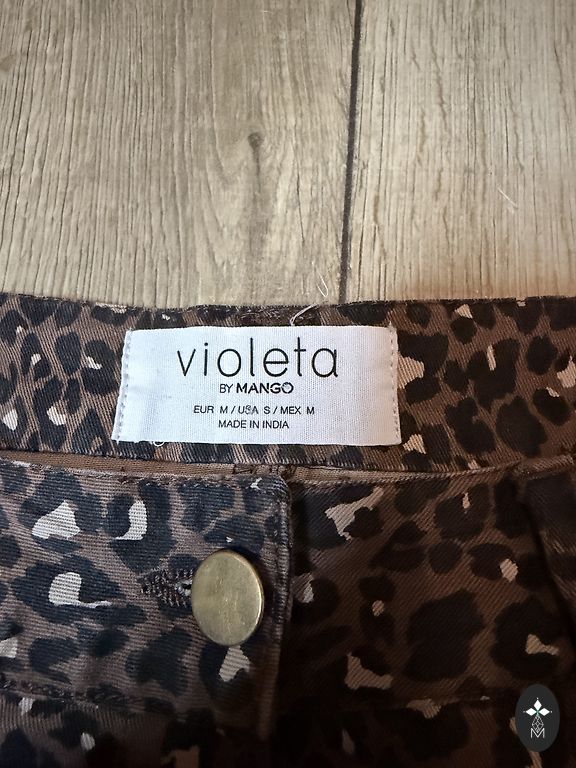 violeta
BY MANGO
EUR M / USA S / MEX M
MADE IN INDIA